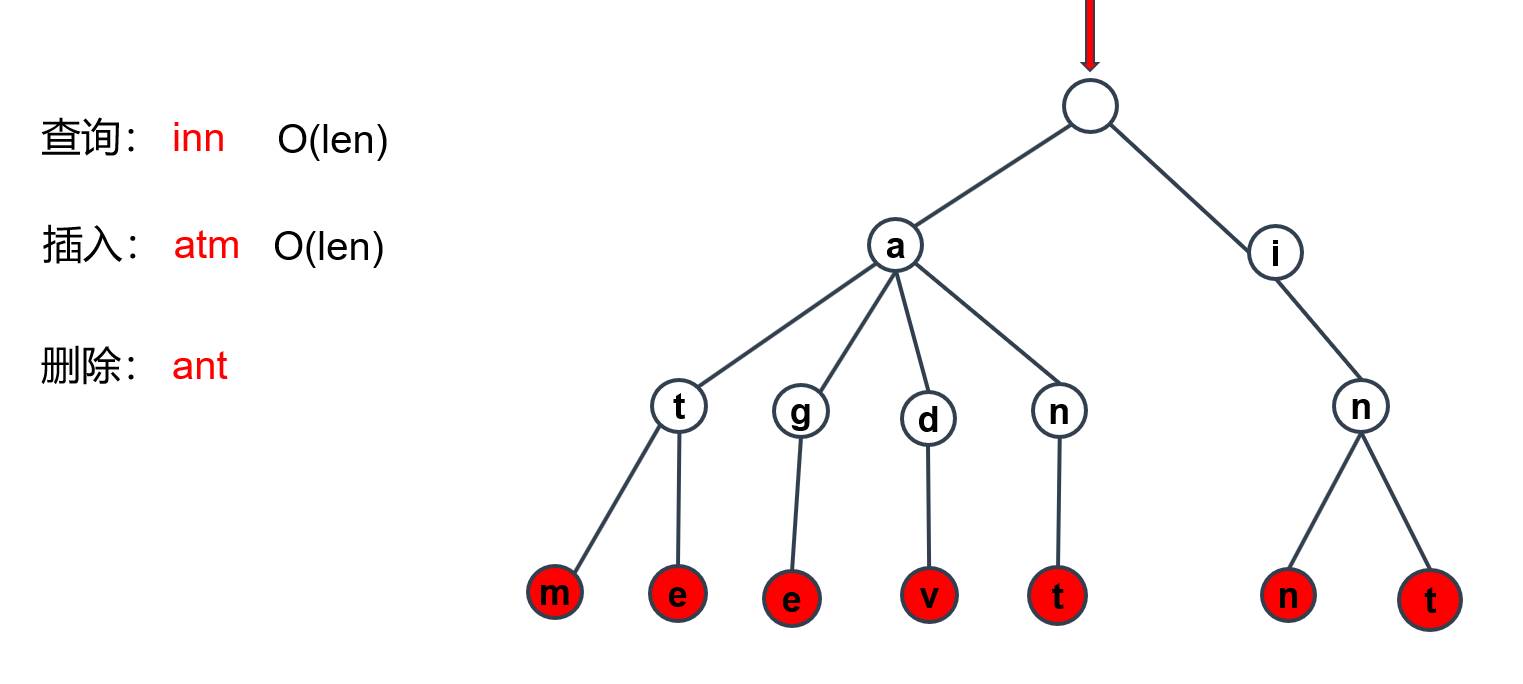 查询： inn O(len)
插入： atm O(len)
删除： ant
a i
t g d n n
m e e v t n t